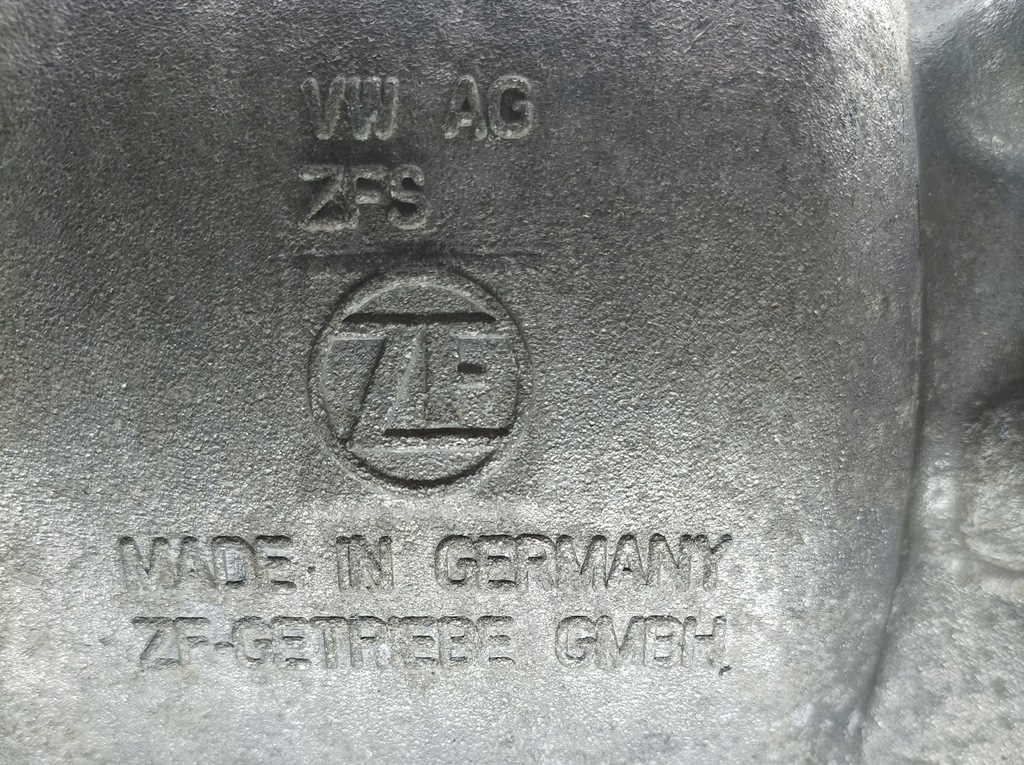 VW AG
ZFS
ZF
MADE IN GERMANY
ZF-GETRIEBE GMBH